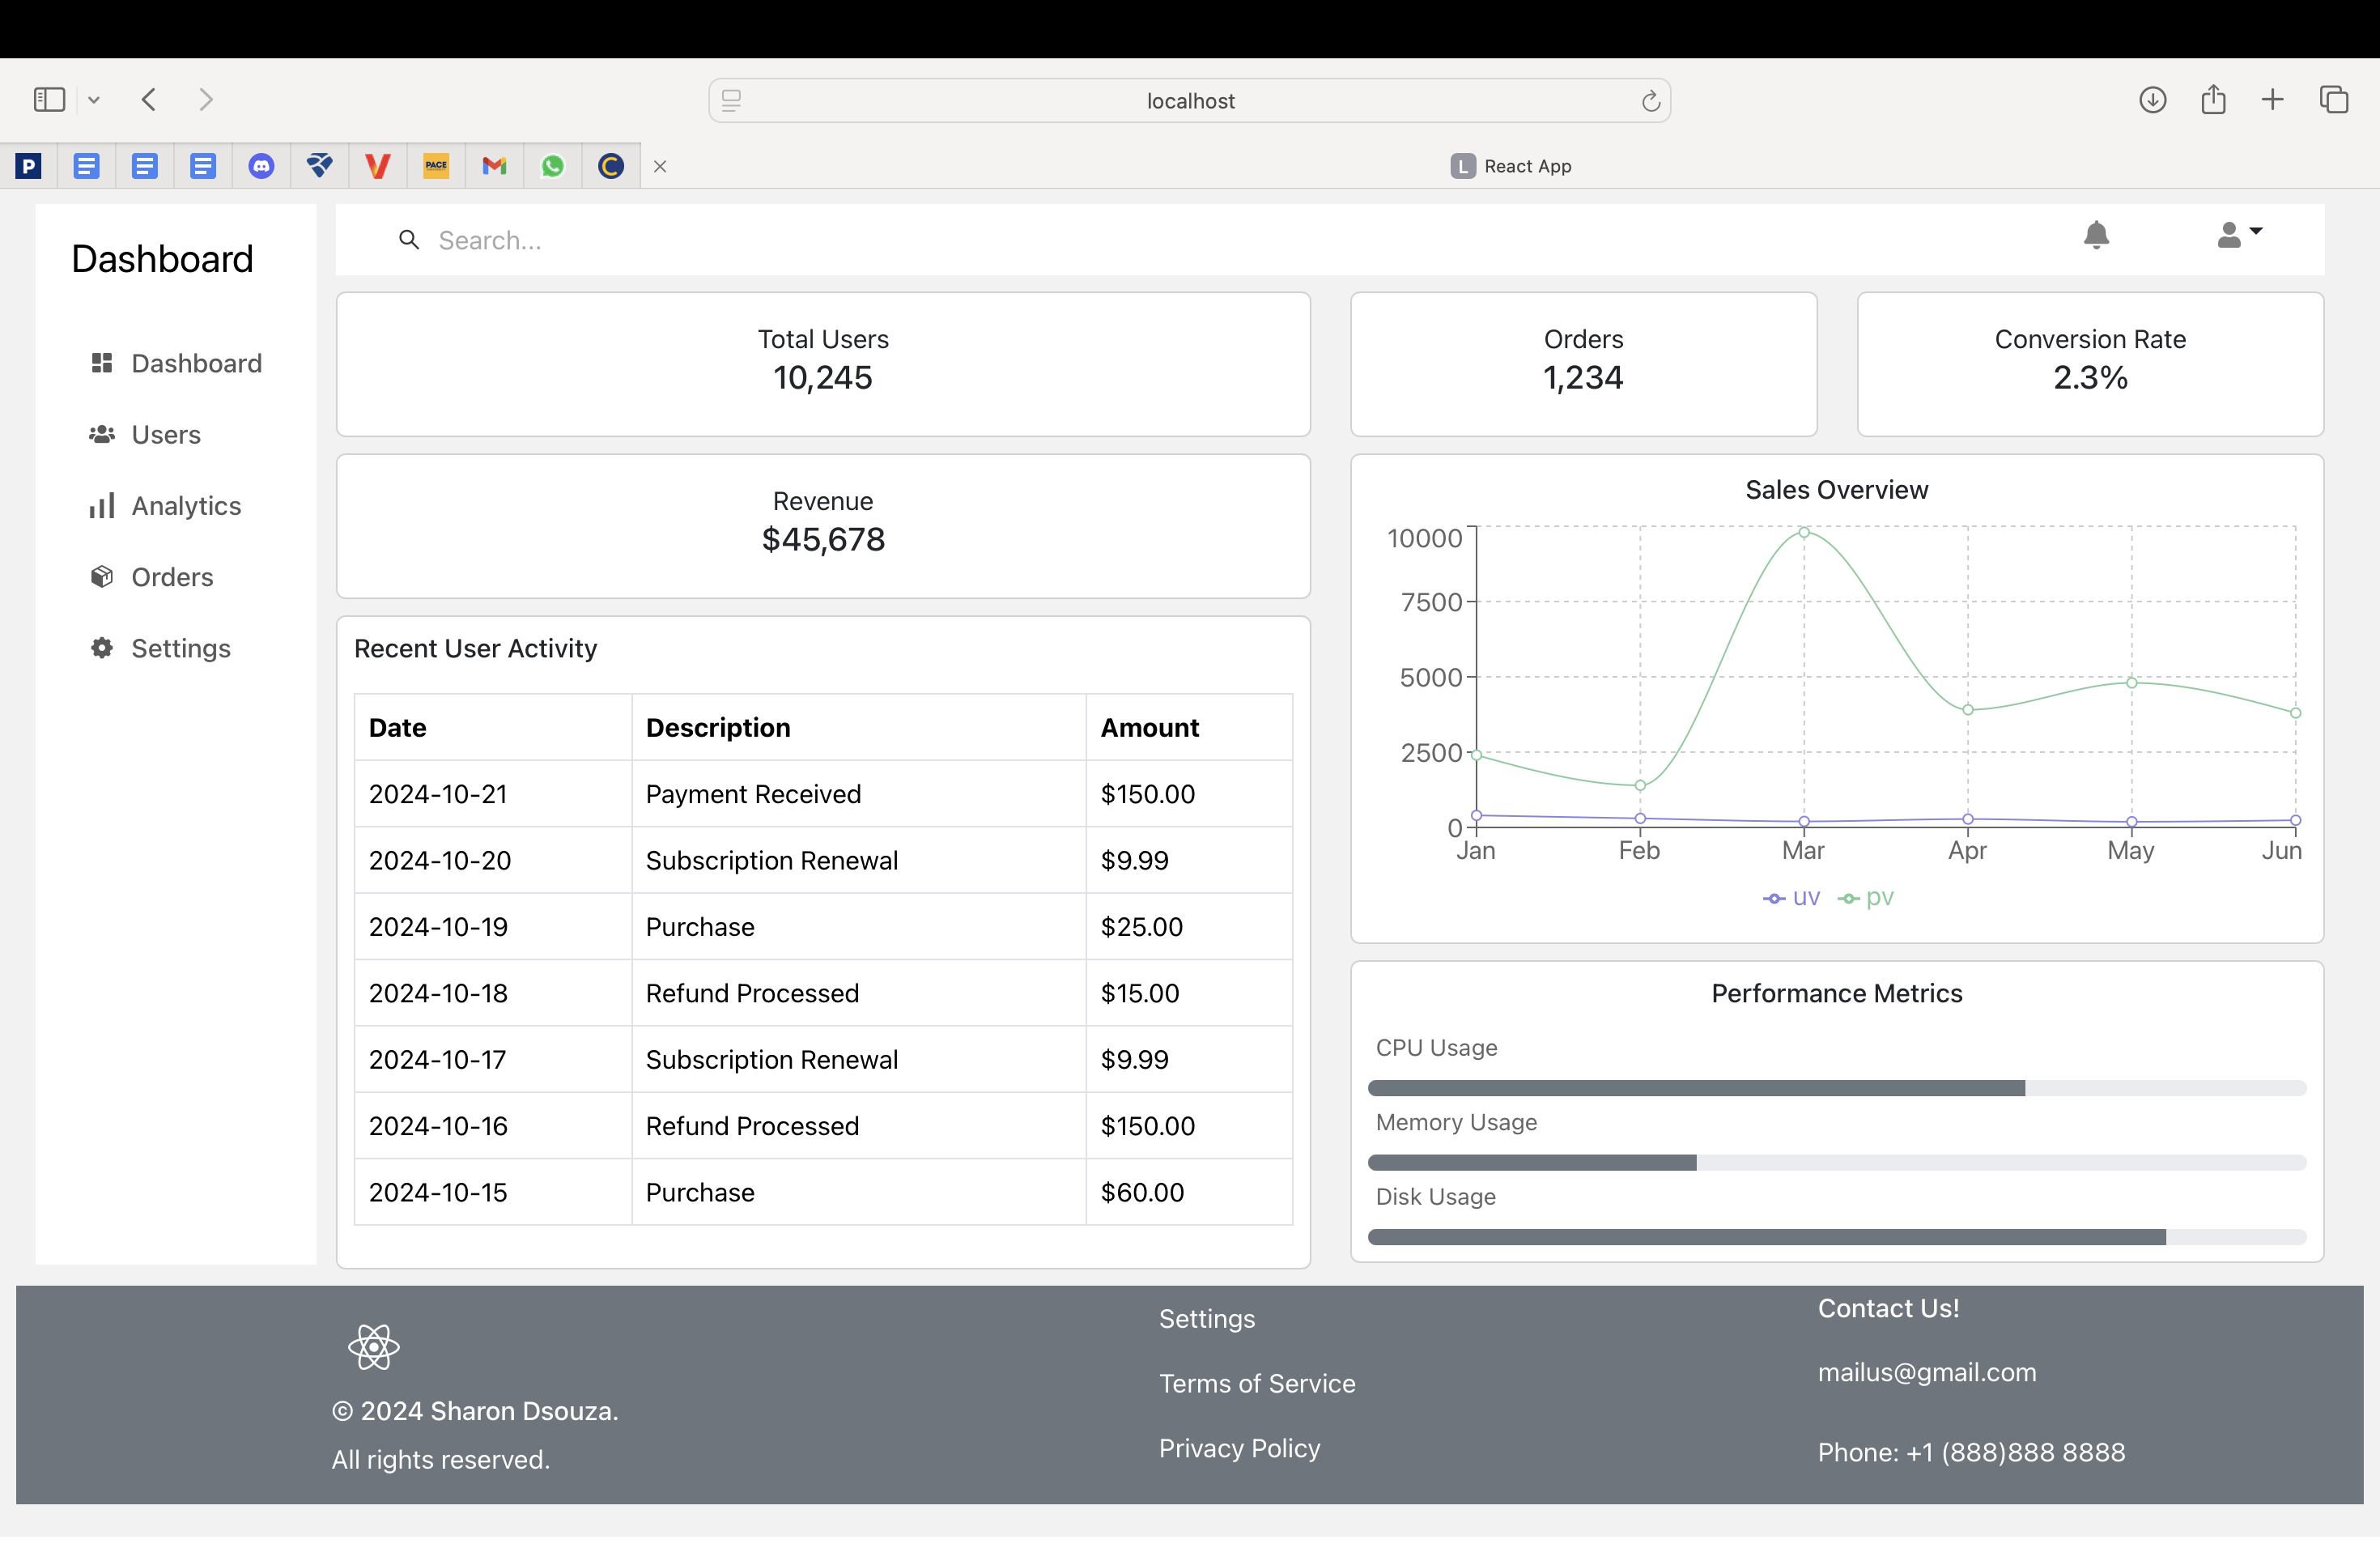 localhost
P
PACE
L React App
Dashboard
Search...
Dashboard
Users
Analytics
Orders
Settings
Total Users
10,245
Orders
1,234
Conversion Rate
2.3%
Revenue
$45,678
Sales Overview
10000
7500
5000
2500
0
Jan Feb Mar Apr May Jun
uv pv
Recent User Activity
Date Description Amount
2024-10-21 Payment Received $150.00
2024-10-20 Subscription Renewal $9.99
2024-10-19 Purchase $25.00
2024-10-18 Refund Processed $15.00
2024-10-17 Subscription Renewal $9.99
2024-10-16 Refund Processed $150.00
2024-10-15 Purchase $60.00
Performance Metrics
CPU Usage
Memory Usage
Disk Usage
© 2024 Sharon Dsouza.
All rights reserved.
Settings
Terms of Service
Privacy Policy
Contact Us!
mailus@gmail.com
Phone: +1 (888)888 8888